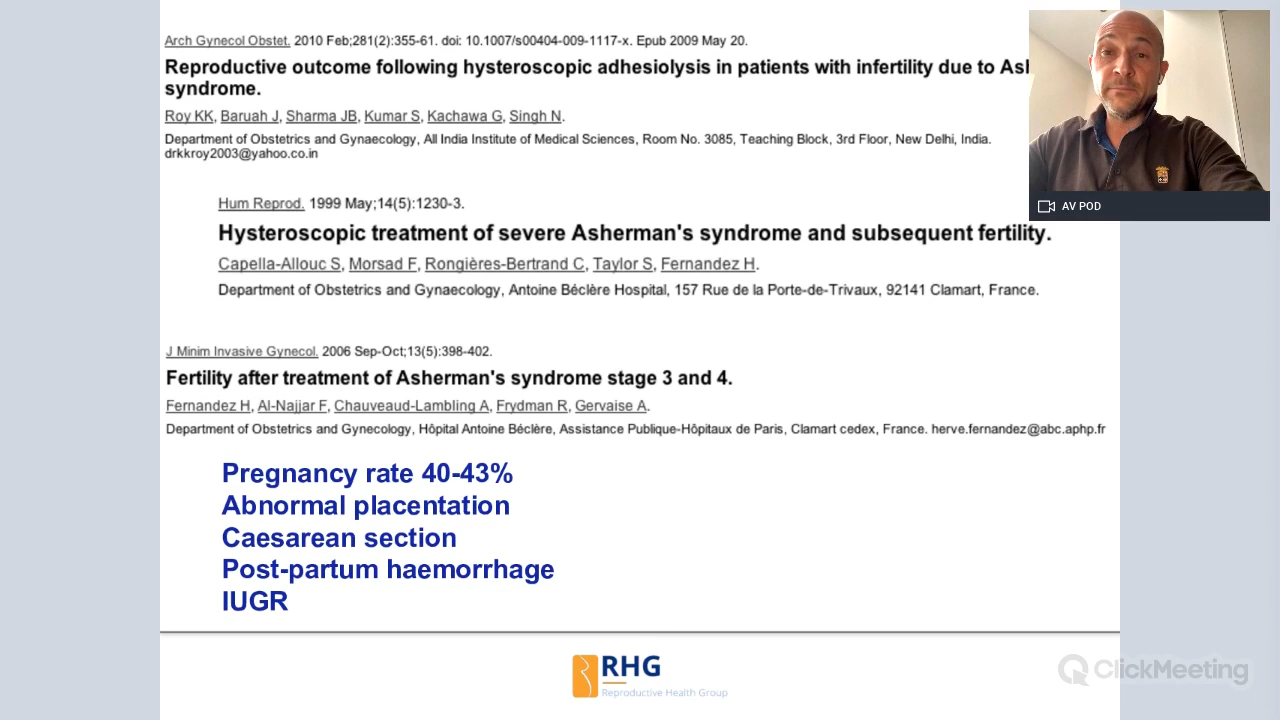 Arch Gynecol Obstet. 2010 Feb;281(2):355-61. doi: 10.1007/s00404-009-1117-x. Epub 2009 May 20.
Reproductive outcome following hysteroscopic adhesiolysis in patients with infertility due to
syndrome.
Roy KK, Baruah J, Sharma JB, Kumar S, Kachawa G, Singh N.
Department of Obstetrics and Gynaecology, All India Institute of Medical Sciences, Room No. 3085, Teaching Block, 3rd Floor, New Delhi, India.
drkkroy2003@yahoo.co.in
AV POD
Hum Reprod. 1999 May;14(5):1230-3.
Hysteroscopic treatment of severe Asherman's syndrome and subsequent fertility.
Capella-Allouc S, Morsad F, Rongières-Bertrand C, Taylor S, Fernandez H.
Department of Obstetrics and Gynaecology, Antoine Béclère Hospital, 157 Rue de la Porte-de-Trivaux, 92141 Clamart, France.
J Minim Invasive Gynecol. 2006 Sep-Oct;13(5):398-402.
Fertility after treatment of Asherman's syndrome stage 3 and 4.
Fernandez H, Al-Najjar F, Chauveaud-Lambling A, Frydman R, Gervaise A.
Department of Obstetrics and Gynecology, Hôpital Antoine Béclère, Assistance Publique-Hôpitaux de Paris, Clamart cedex, France. herve.fernandez@abc.aphp.fr
Pregnancy rate 40-43%
Abnormal placentation
Caesarean section
Post-partum haemorrhage
IUGR
RHG
Reproductive Health Group
ClickMeeting